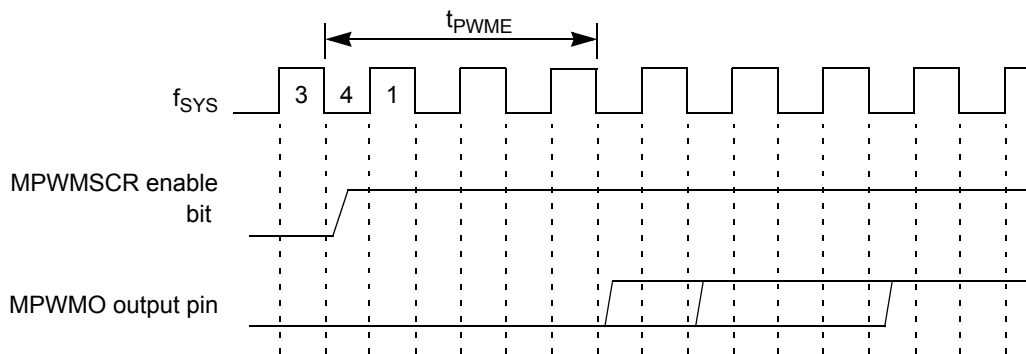 tPWME
fSYS
3 4 1
MPWMSCR enable
bit
MPWMO output pin